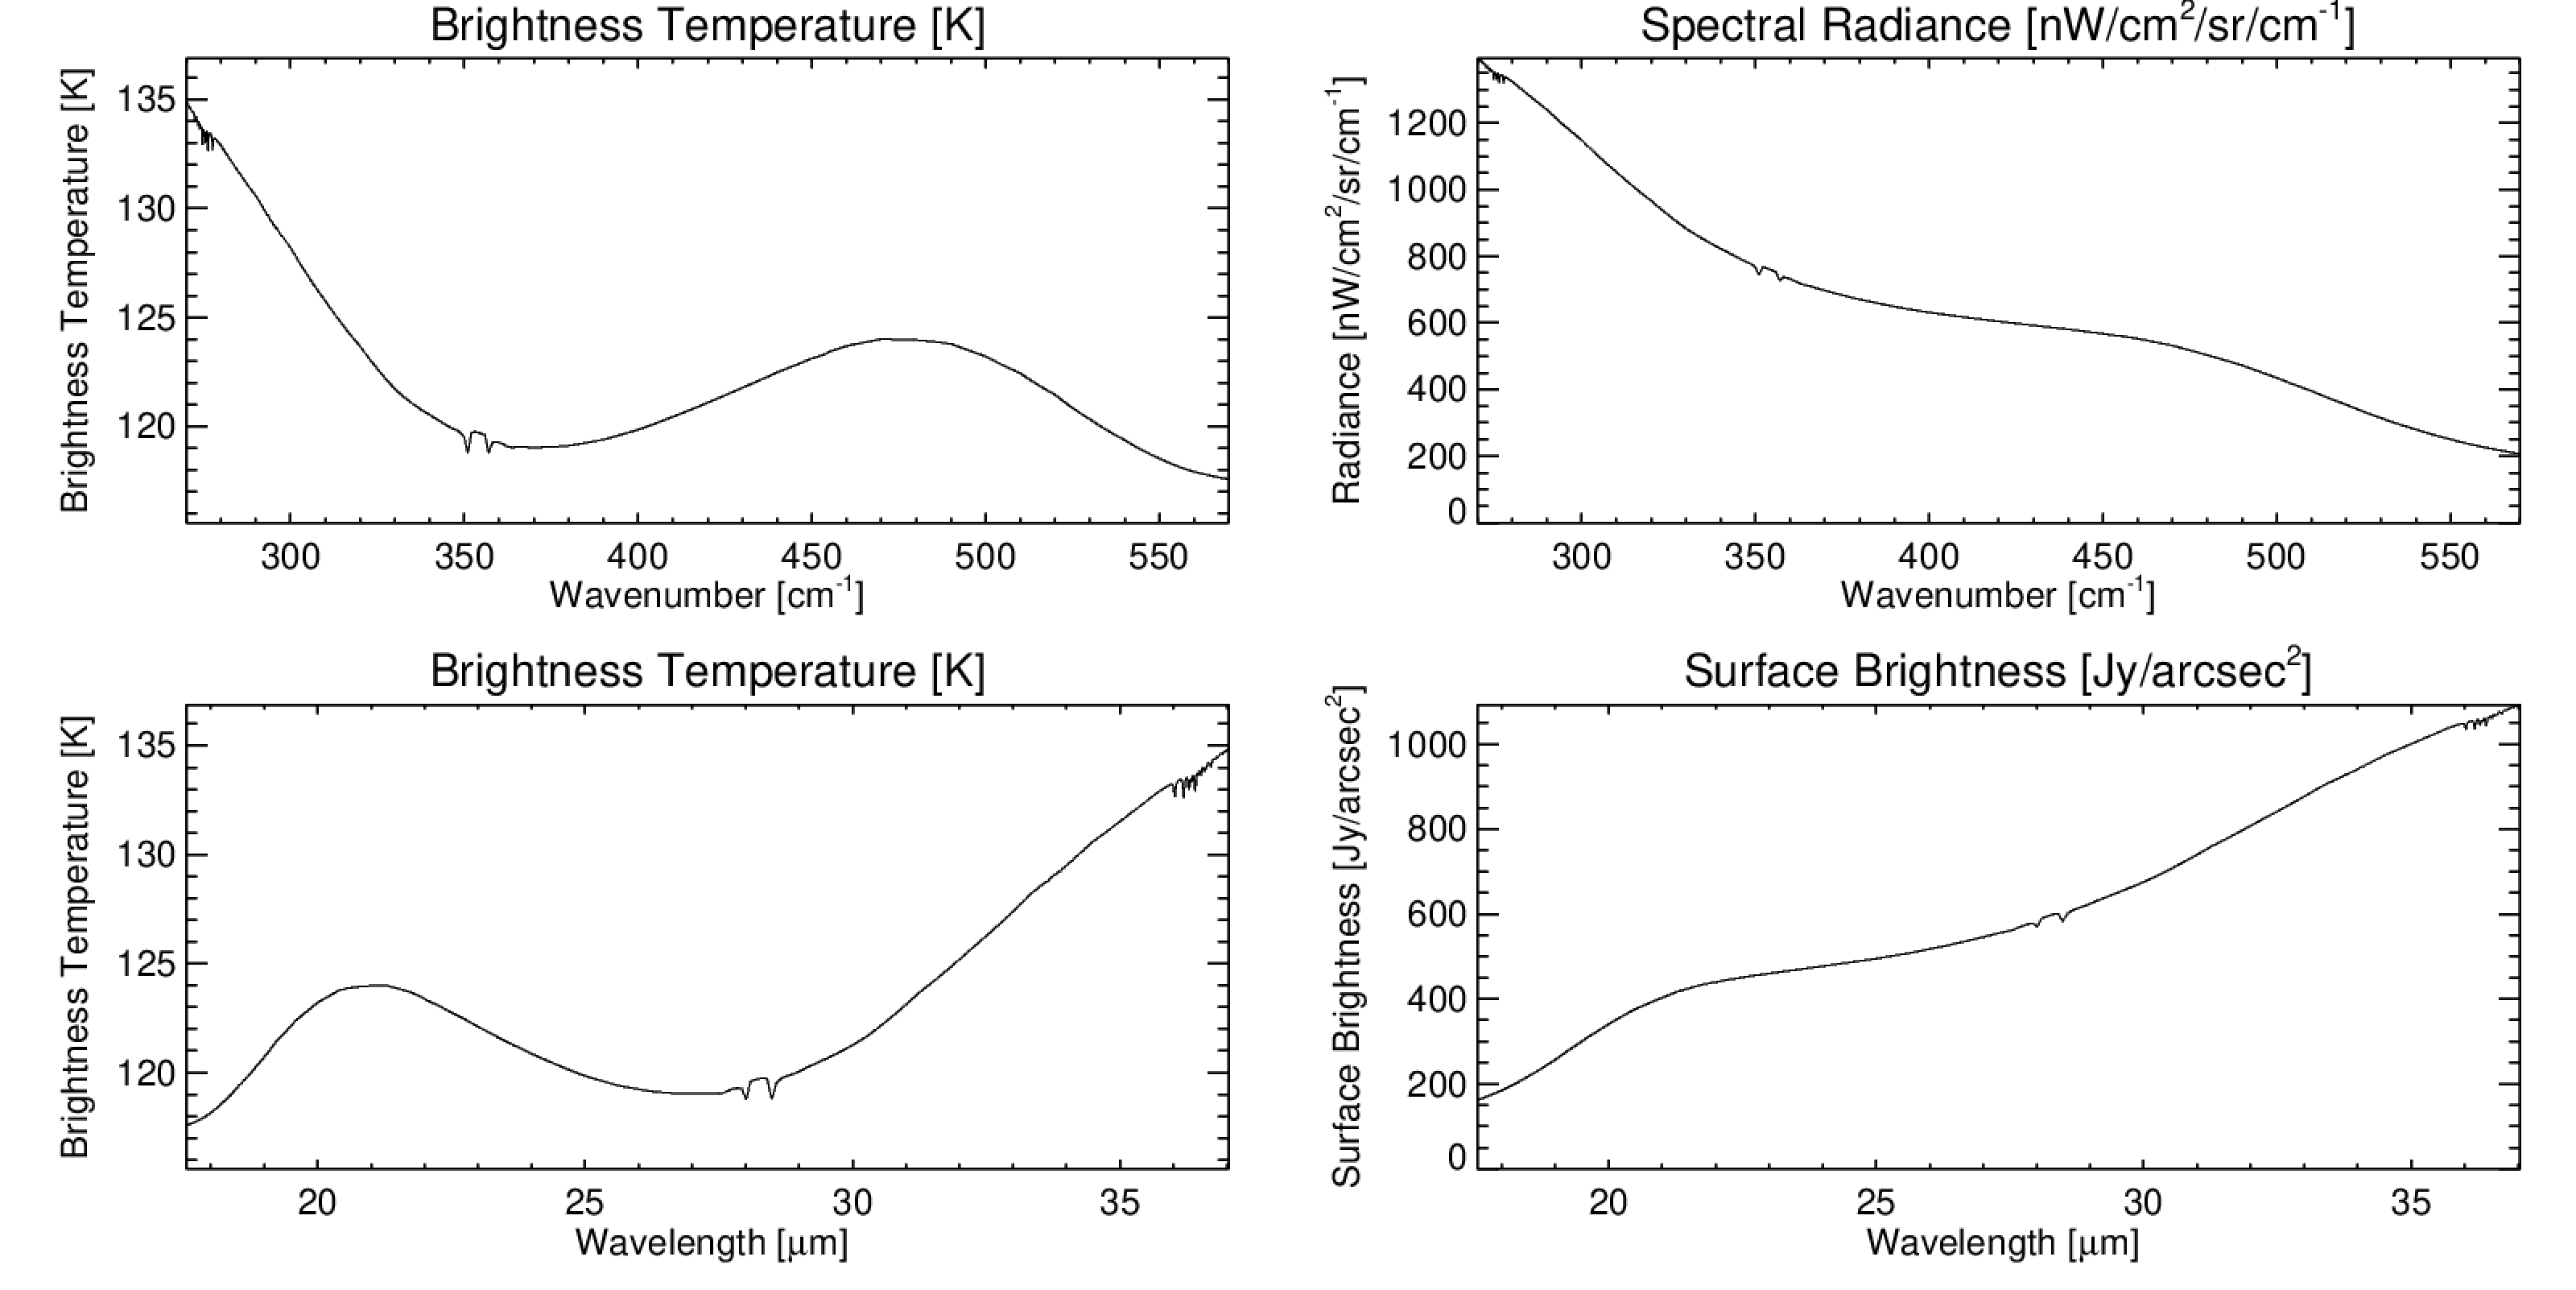 Brightness Temperature [K]
Brightness Temperature [K]
135
130
125
120
300 350 400 450 500 550
Wavenumber [cm⁻¹]
Spectral Radiance [nW/cm²/sr/cm⁻¹]
Radiance [nW/cm²/sr/cm⁻¹]
1200
1000
800
600
400
200
0
300 350 400 450 500 550
Wavenumber [cm⁻¹]
Brightness Temperature [K]
Brightness Temperature [K]
135
130
125
120
20 25 30 35
Wavelength [μm]
Surface Brightness [Jy/arcsec²]
Surface Brightness [Jy/arcsec²]
1000
800
600
400
200
0
20 25 30 35
Wavelength [μm]